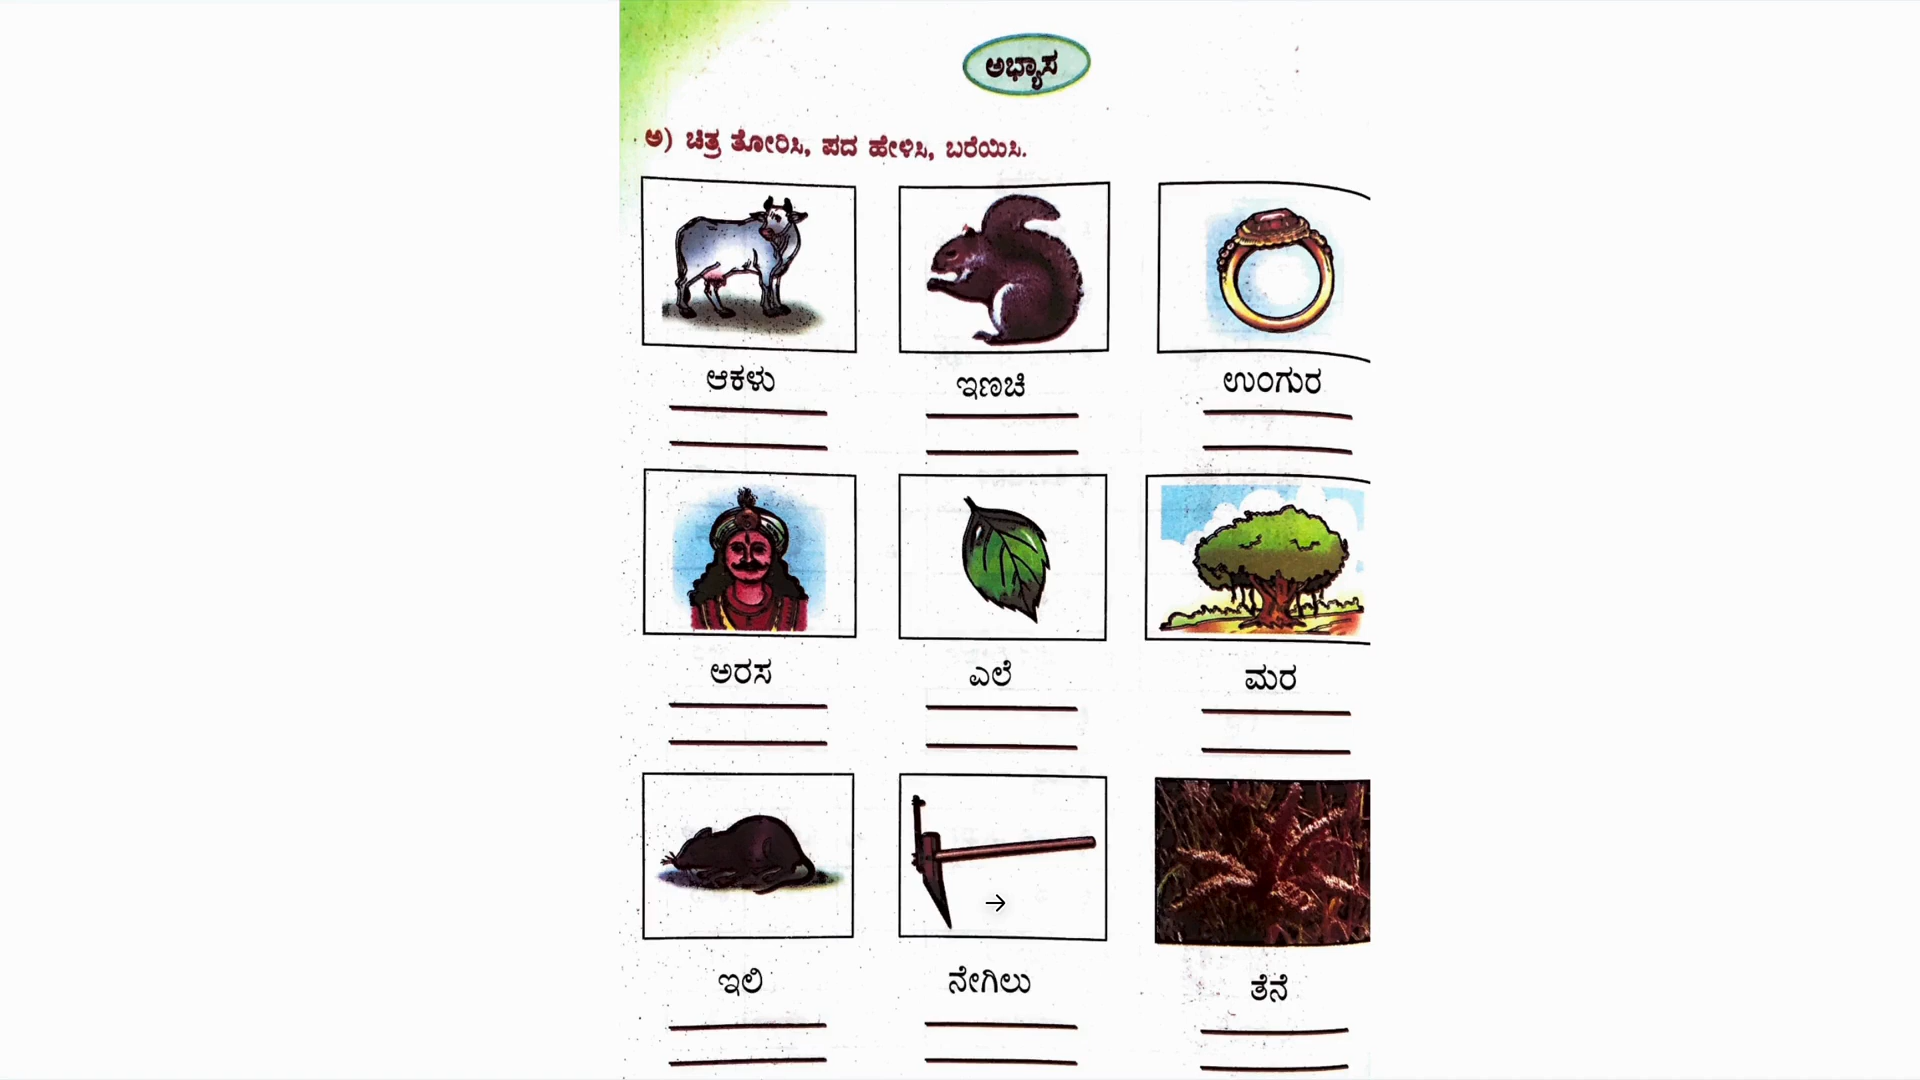 ಅಭ್ಯಾಸ
ಅ) ಚಿತ್ರ ತೋರಿಸಿ, ಪದ ಹೇಳಿಸಿ, ಬರೆಯಿಸಿ.
ಆಕಳು ಇಣಚಿ ಉಂಗುರ
ಅರಸ ಎಲೆ ಮರ
ಇಲಿ ನೇಗಿಲು ತೆನೆ